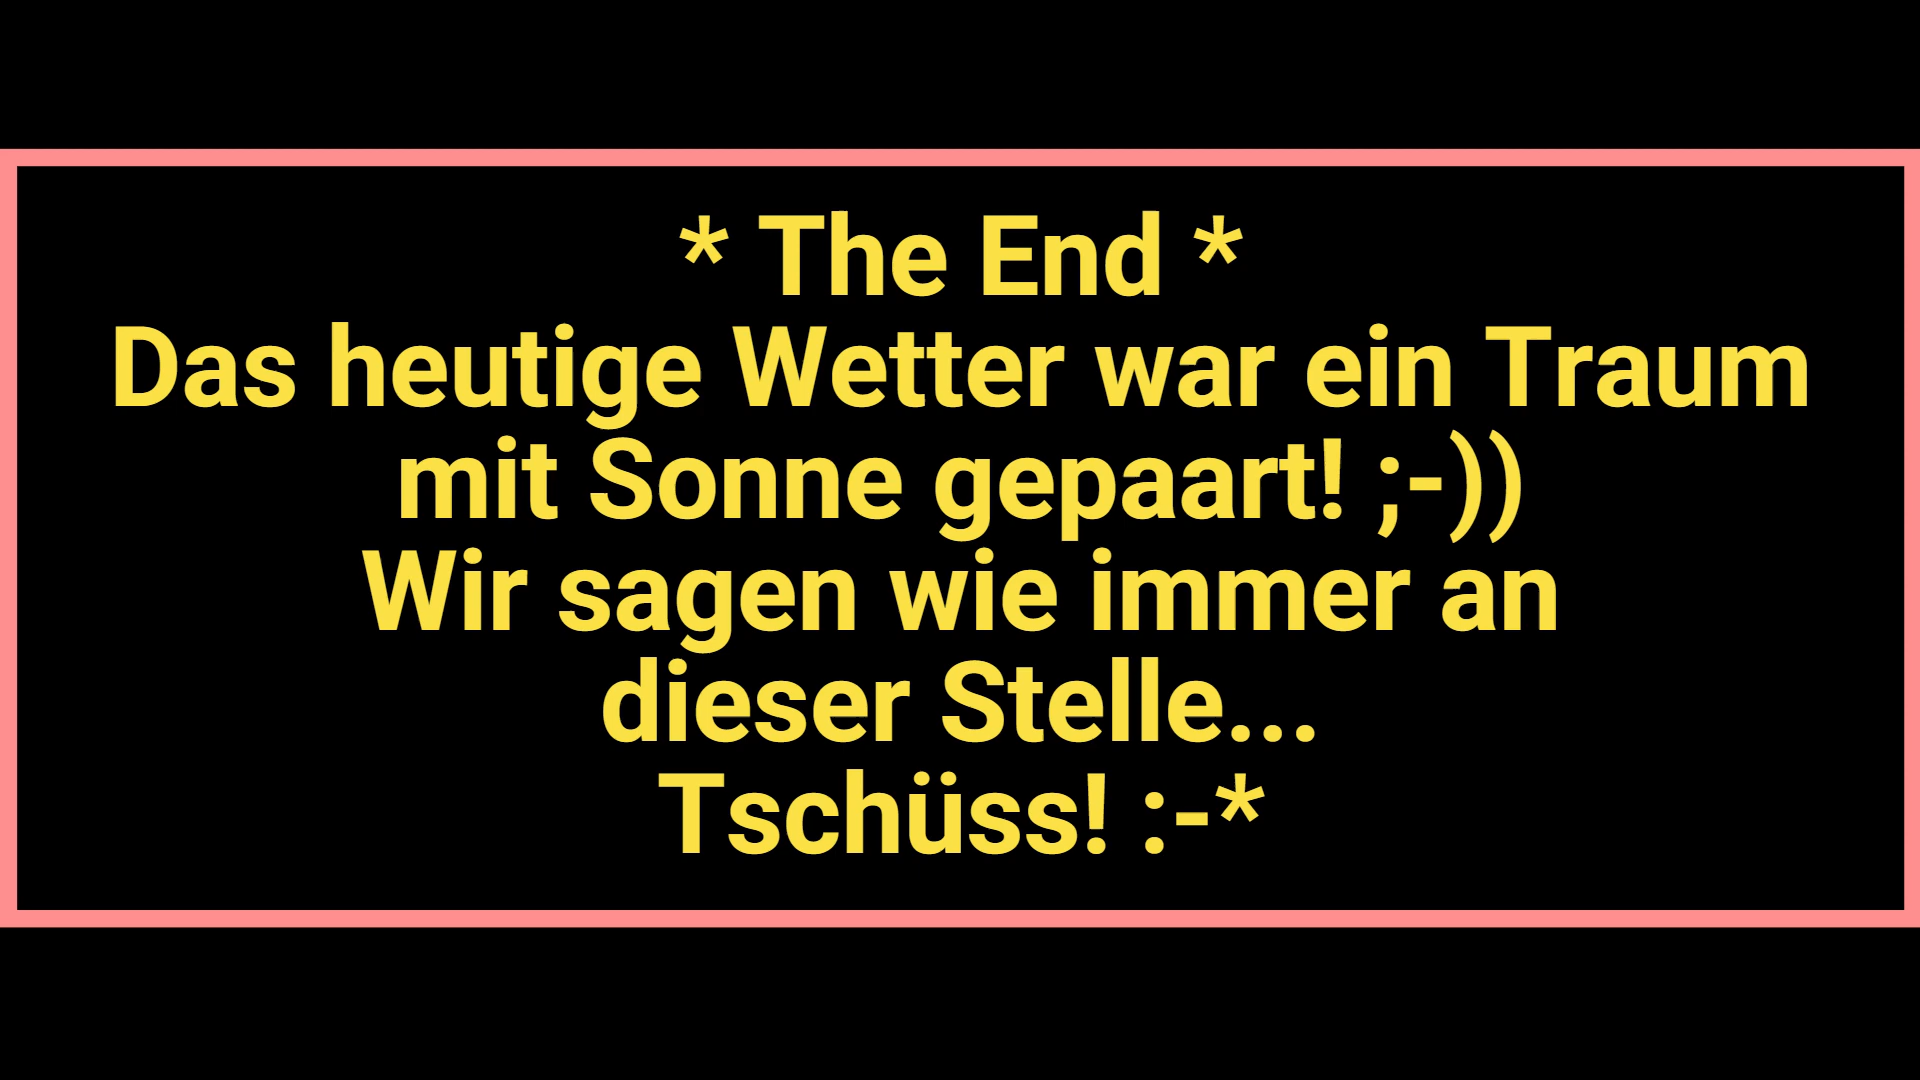 * The End *
Das heutige Wetter war ein Traum
mit Sonne gepaart! ;-))
Wir sagen wie immer an
dieser Stelle...
Tschüss! :-*